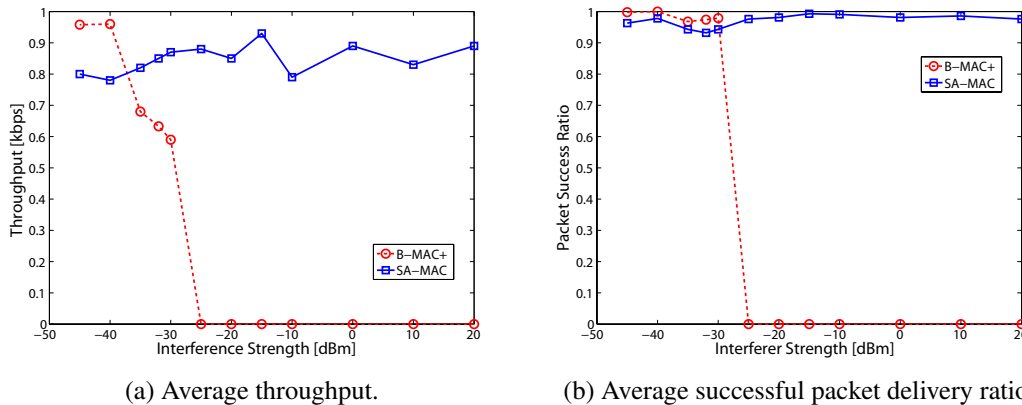 1
0.9
0.8
0.7
0.6
0.5
0.4
0.3
0.2
0.1
0
Throughput [kbps]
B−MAC+
SA−MAC
−50 −40 −30 −20 −10 0 10 20
Interference Strength [dBm]
(a) Average throughput.
1
0.9
0.8
0.7
0.6
0.5
0.4
0.3
0.2
0.1
0
Packet Success Ratio
B−MAC+
SA−MAC
−50 −40 −30 −20 −10 0 10 20
Interferer Strength [dBm]
(b) Average successful packet delivery ratio